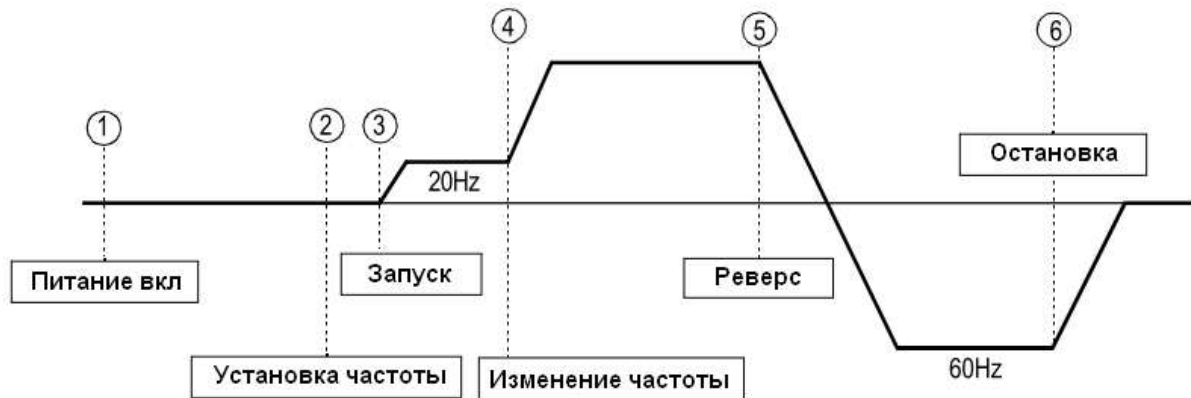 ① ② ③ ④ ⑤ ⑥
20Hz
Остановка
Питание вкл
Запуск
Реверс
Установка частоты
Изменение частоты
60Hz